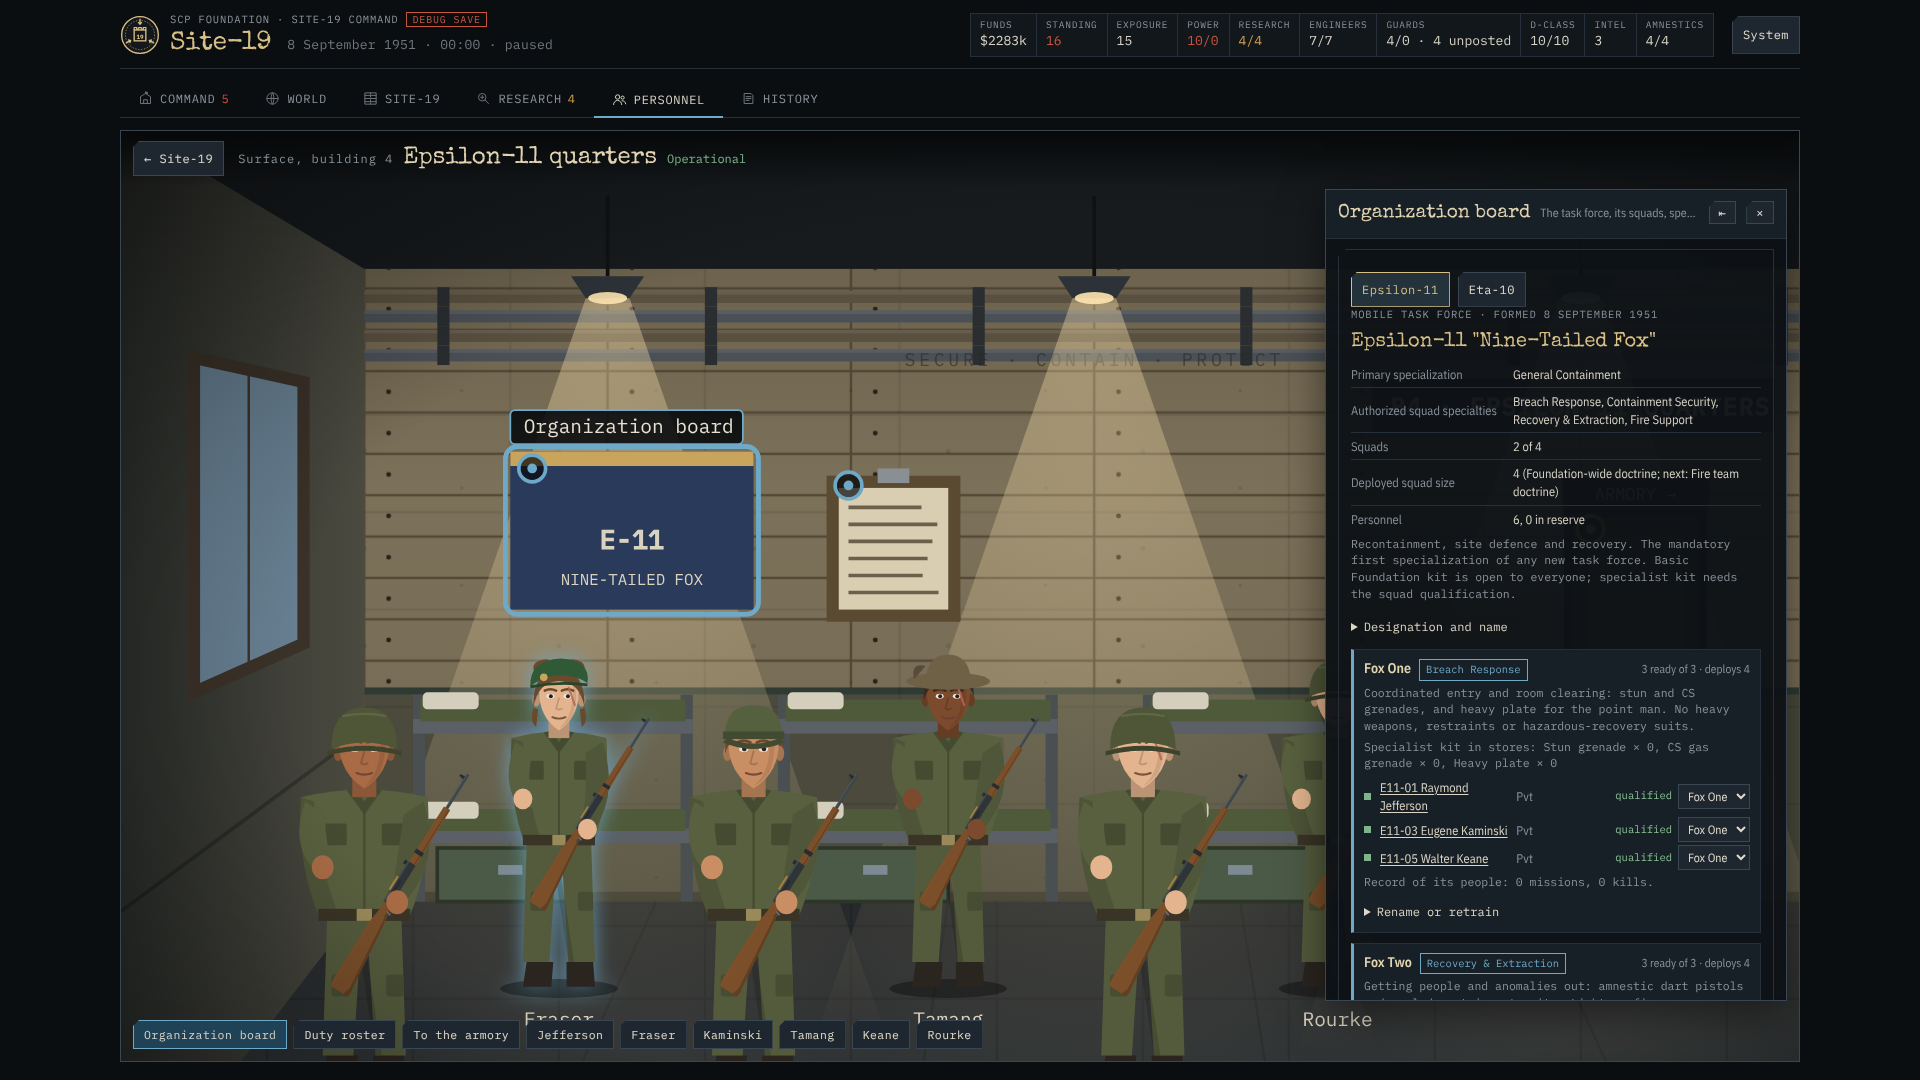 SCP FOUNDATION · SITE-19 COMMAND DEBUG SAVE
Site-19 8 September 1951 · 00:00 · paused
FUNDS $2283k
STANDING 16
EXPOSURE 15
POWER 10/0
RESEARCH 4/4
ENGINEERS 7/7
GUARDS 4/0 · 4 unposted
D-CLASS 10/10
INTEL 3
AMNESTICS 4/4
System
COMMAND 5 WORLD SITE-19 RESEARCH 4 PERSONNEL HISTORY
← Site-19 Surface, building 4 Epsilon-11 quarters Operational
SECURE · CONTAIN · PROTECT
Organization board
E-11
NINE-TAILED FOX
Fraser Tamang Rourke
Organization board Duty roster To the armory Jefferson Fraser Kaminski Tamang Keane Rourke
Organization board The task force, its squads, spe... ⇤ ×
Epsilon-11 Eta-10
MOBILE TASK FORCE · FORMED 8 SEPTEMBER 1951
Epsilon-11 "Nine-Tailed Fox"
Primary specialization General Containment
Authorized squad specialties Breach Response, Containment Security,
Recovery & Extraction, Fire Support
Squads 2 of 4
Deployed squad size 4 (Foundation-wide doctrine; next: Fire team
doctrine)
Personnel 6, 0 in reserve
Recontainment, site defence and recovery. The mandatory
first specialization of any new task force. Basic
Foundation kit is open to everyone; specialist kit needs
the squad qualification.
Designation and name
Fox One Breach Response 3 ready of 3 · deploys 4
Coordinated entry and room clearing: stun and CS
grenades, and heavy plate for the point man. No heavy
weapons, restraints or hazardous-recovery suits.
Specialist kit in stores: Stun grenade × 0, CS gas
grenade × 0, Heavy plate × 0
E11-01 Raymond
Jefferson Pvt qualified Fox One
E11-03 Eugene Kaminski Pvt qualified Fox One
E11-05 Walter Keane Pvt qualified Fox One
Record of its people: 0 missions, 0 kills.
Rename or retrain
Fox Two Recovery & Extraction 3 ready of 3 · deploys 4
Getting people and anomalies out: amnestic dart pistols